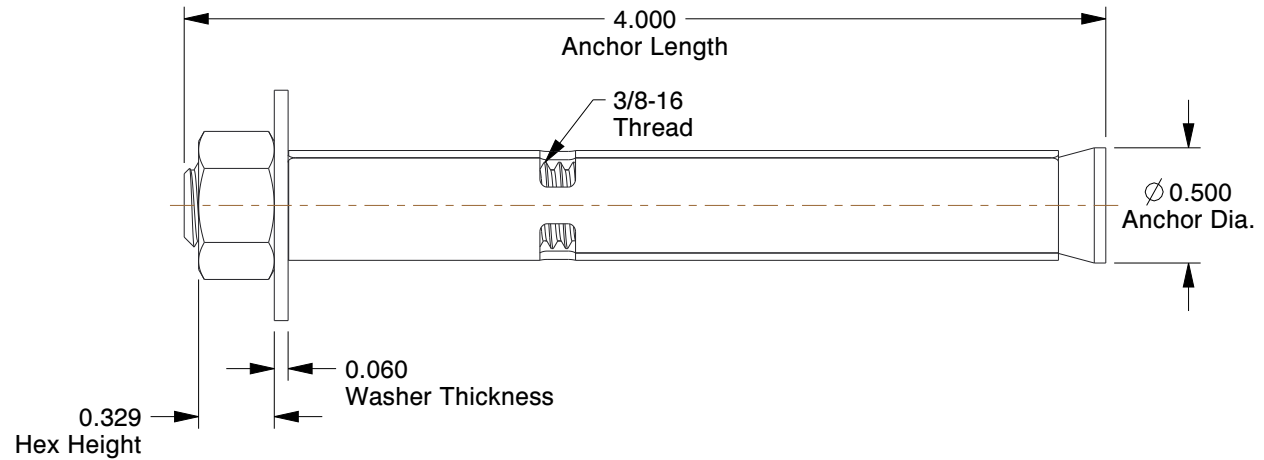 4.000
Anchor Length
3/8-16
Thread
⌀ 0.500
Anchor Dia.
0.060
Washer Thickness
0.329
Hex Height